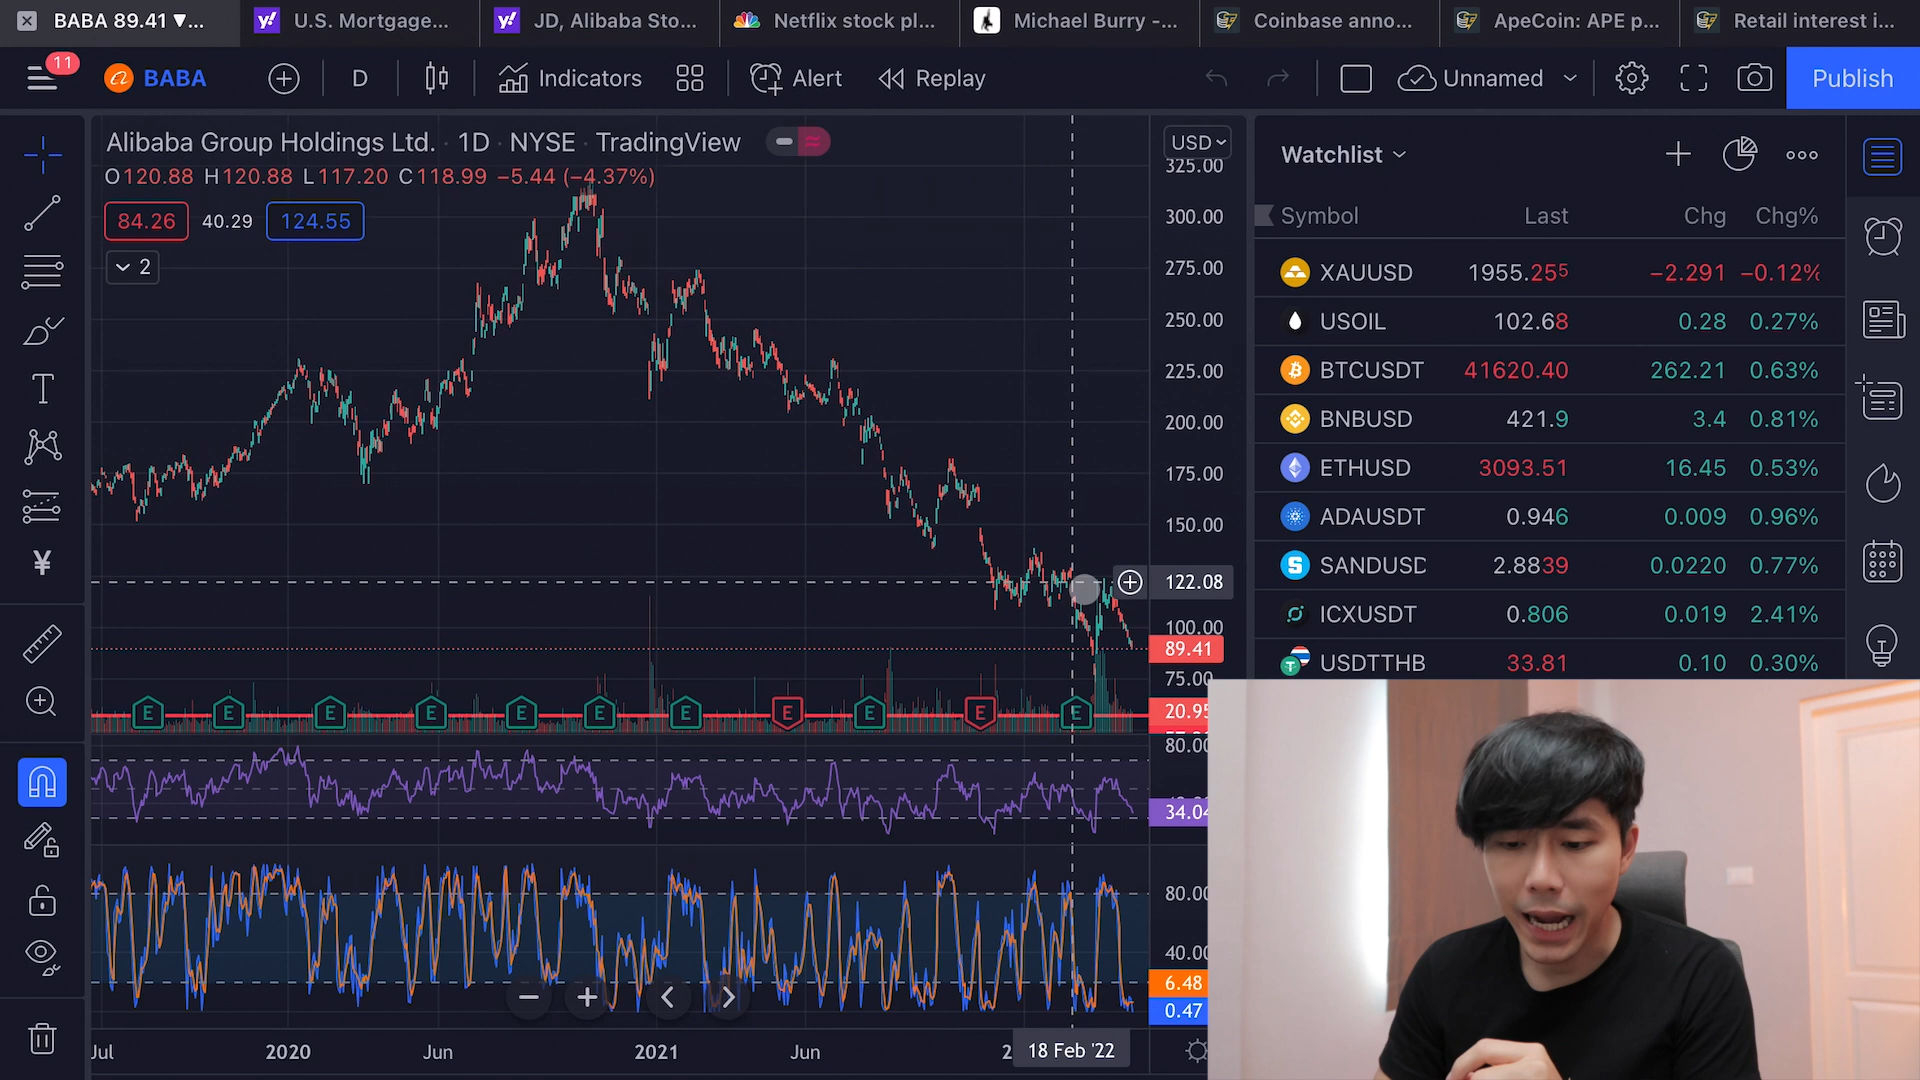 BABA 89.41 ▼...
U.S. Mortgage...
JD, Alibaba Sto...
Netflix stock pl...
Michael Burry -...
Coinbase anno...
ApeCoin: APE p...
Retail interest i...
11
BABA
D
Indicators
Alert
Replay
Unnamed
Publish
Alibaba Group Holdings Ltd. · 1D · NYSE · TradingView
O120.88 H120.88 L117.20 C118.99 −5.44 (−4.37%)
84.26 40.29 124.55
2
USD
325.00
300.00
275.00
250.00
225.00
200.00
175.00
150.00
122.08
100.00
89.41
75.00
20.95
E E E E E E E E E E E
80.00
34.04
80.00
40.00
6.48
0.47
Jul
2020
Jun
2021
Jun
18 Feb '22
Watchlist
Symbol Last Chg Chg%
XAUUSD 1955.255 −2.291 −0.12%
USOIL 102.68 0.28 0.27%
BTCUSDT 41620.40 262.21 0.63%
BNBUSD 421.9 3.4 0.81%
ETHUSD 3093.51 16.45 0.53%
ADAUSDT 0.946 0.009 0.96%
SANDUSD 2.8839 0.0220 0.77%
ICXUSDT 0.806 0.019 2.41%
USDTTHB 33.81 0.10 0.30%
T
¥